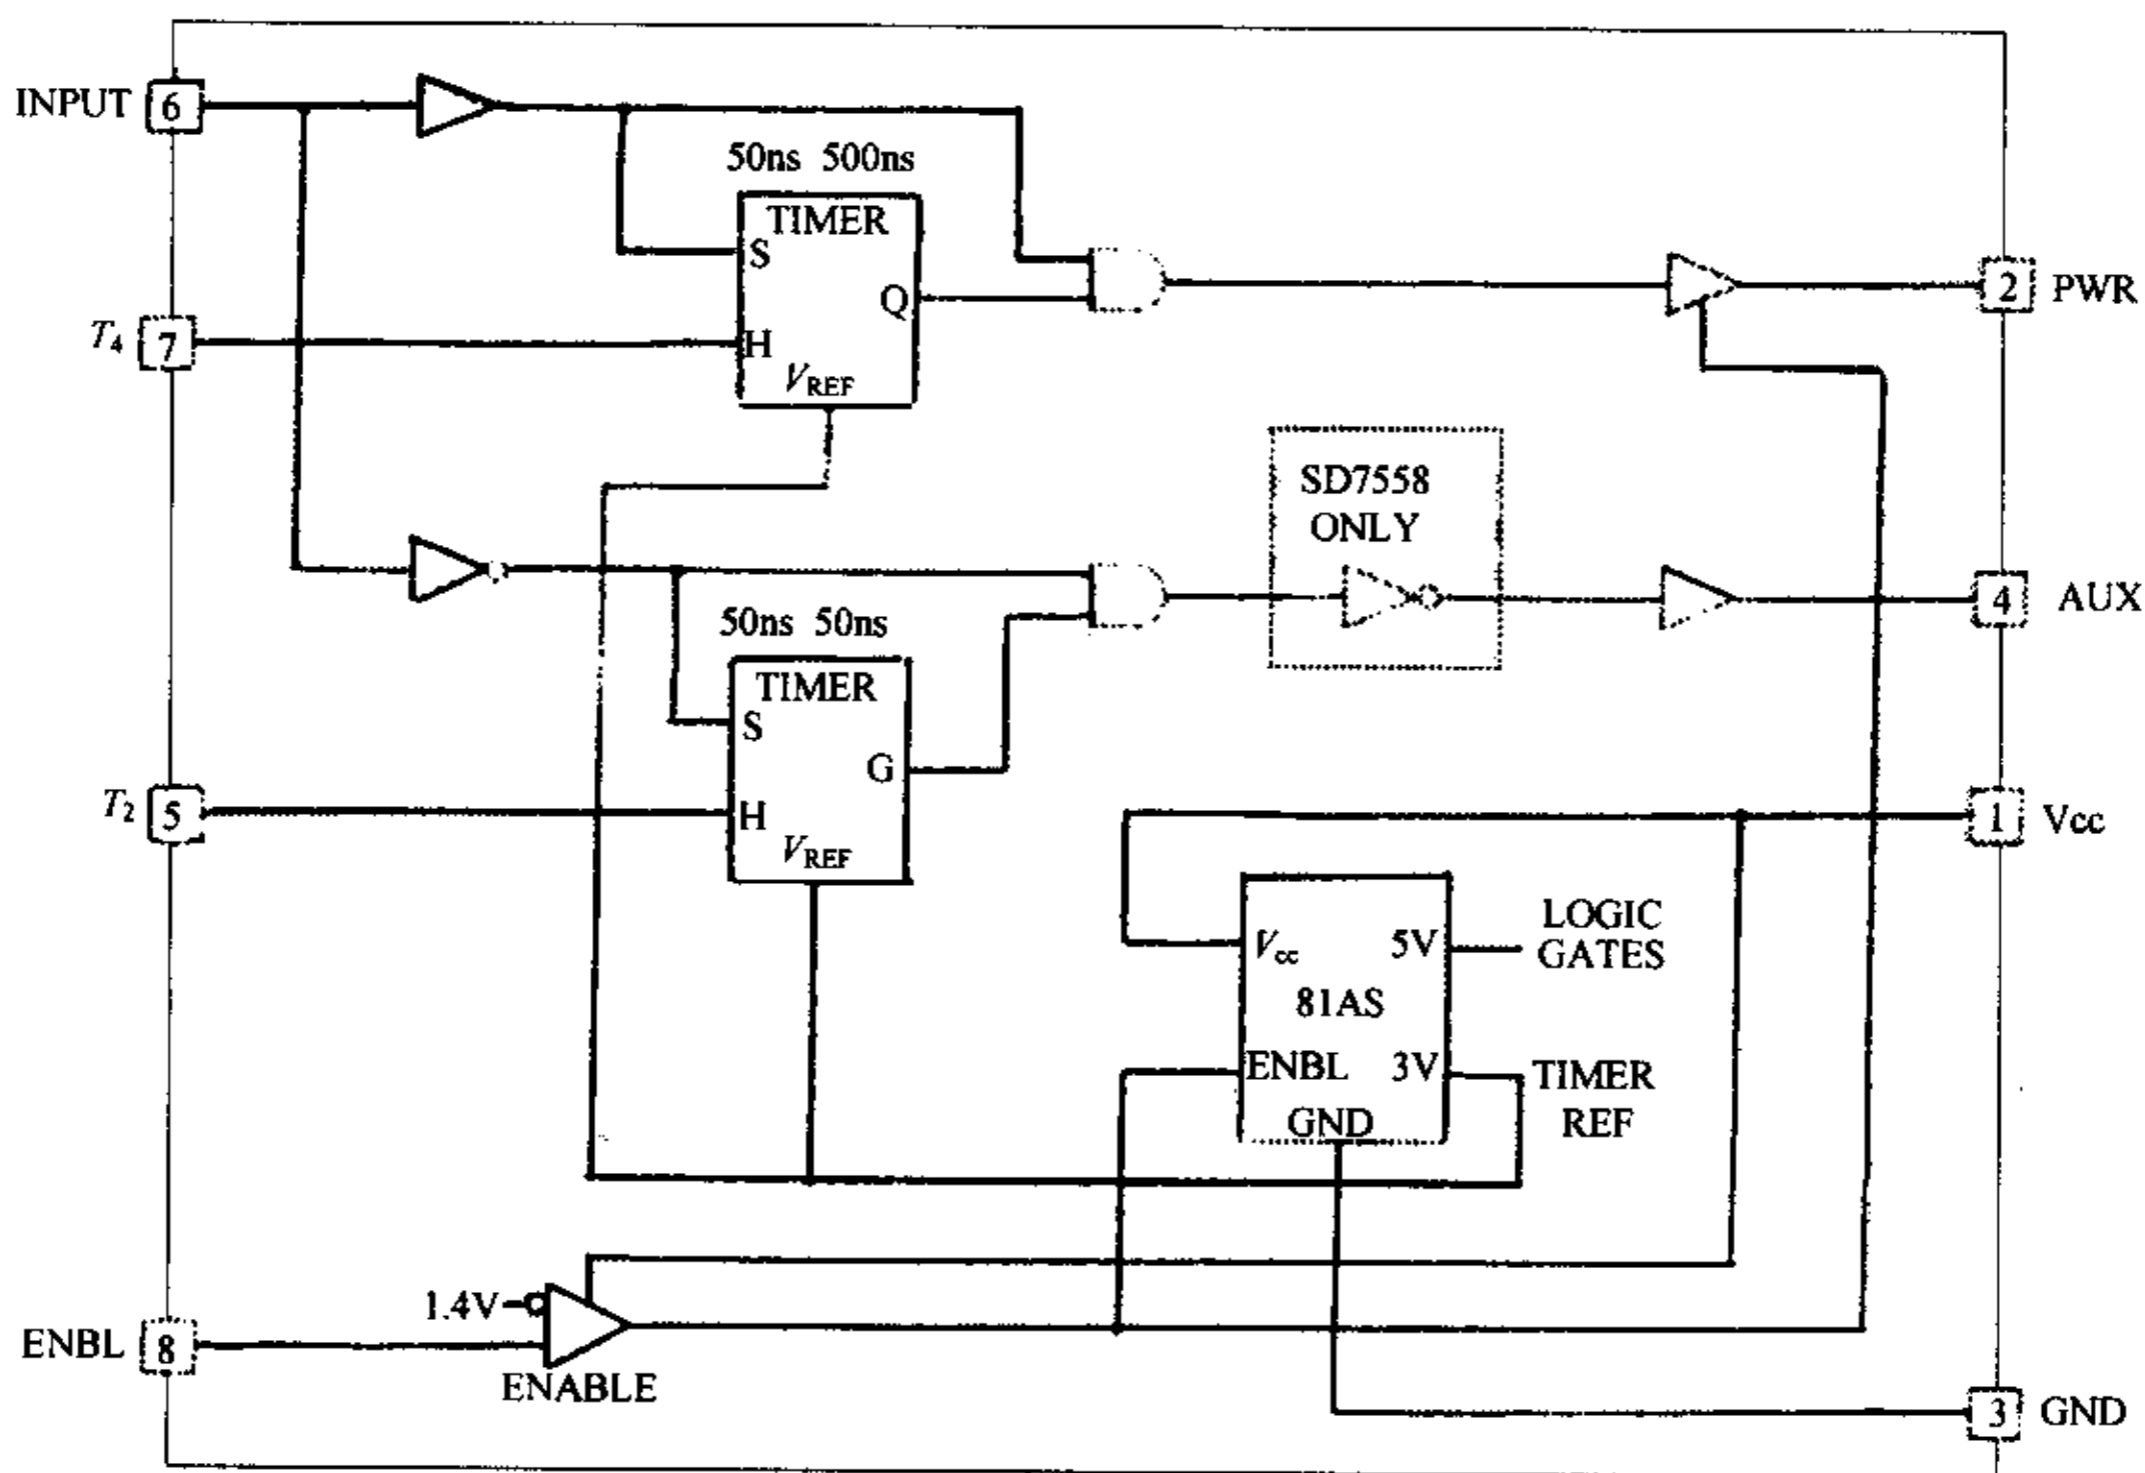 INPUT 6
50ns 500ns
TIMER
S
Q
H
VREF
T4 7
2 PWR
SD7558
ONLY
4 AUX
50ns 50ns
TIMER
S
G
H
VREF
T2 5
1 Vcc
Vcc 5V
LOGIC
GATES
81AS
ENBL 3V
TIMER
REF
GND
1.4V
ENBL 8
ENABLE
3 GND